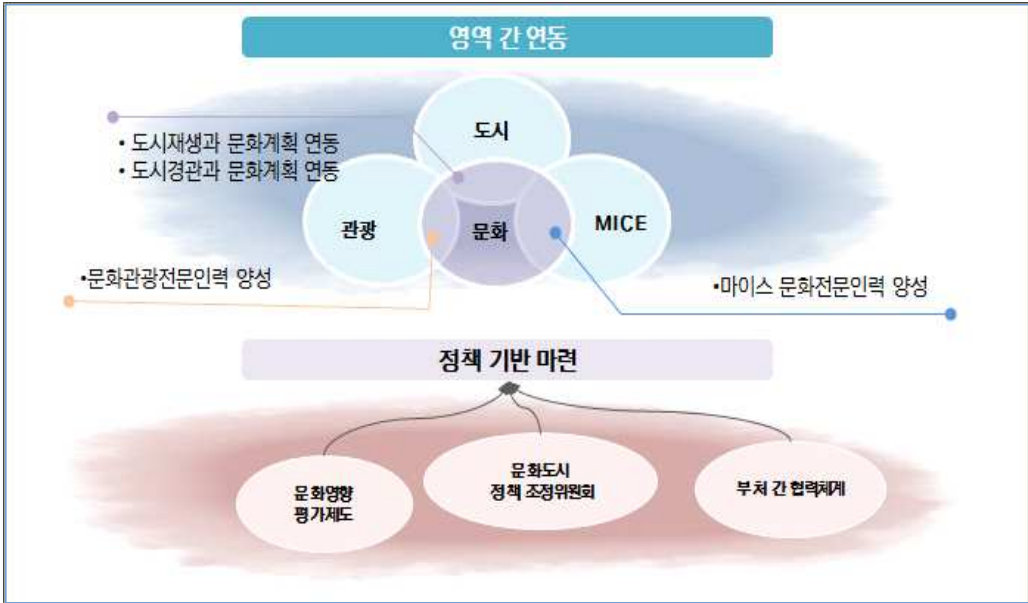 영역 간 연동
도시
• 도시재생과 문화계획 연동
• 도시경관과 문화계획 연동
관광
문화
MICE
•문화관광전문인력 양성
•마이스 문화전문인력 양성
정책 기반 마련
문화영향
평가제도
문화도시
정책 조정위원회
부처 간 협력체계